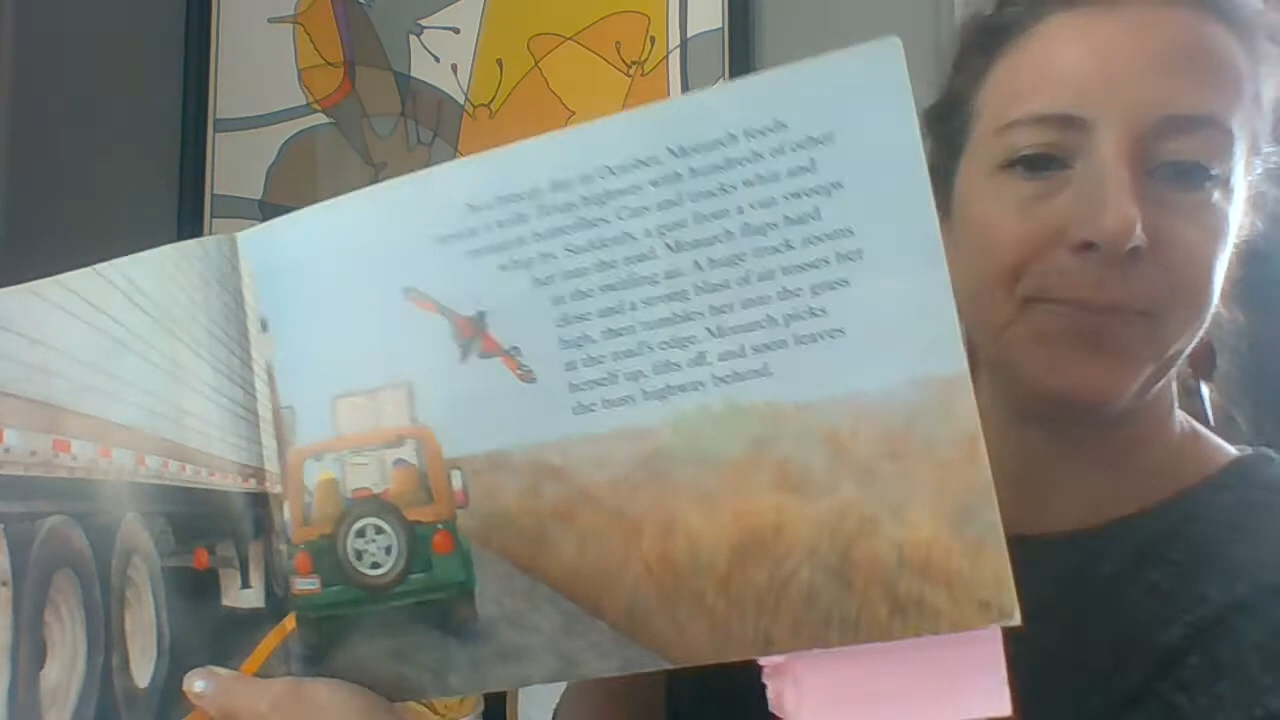 day in October, Monarch feeds
a Texas highway with hundreds of other
butterflies. Cars and trucks whiz and
whip by. Suddenly, a gust from a van sweeps
her into the road. Monarch flaps hard
in the swirling air. A huge truck zooms
close and a strong blast of air tosses her
high, then tumbles her into the grass
at the road's edge. Monarch picks
herself up, lifts off, and soon leaves
the busy highway behind.